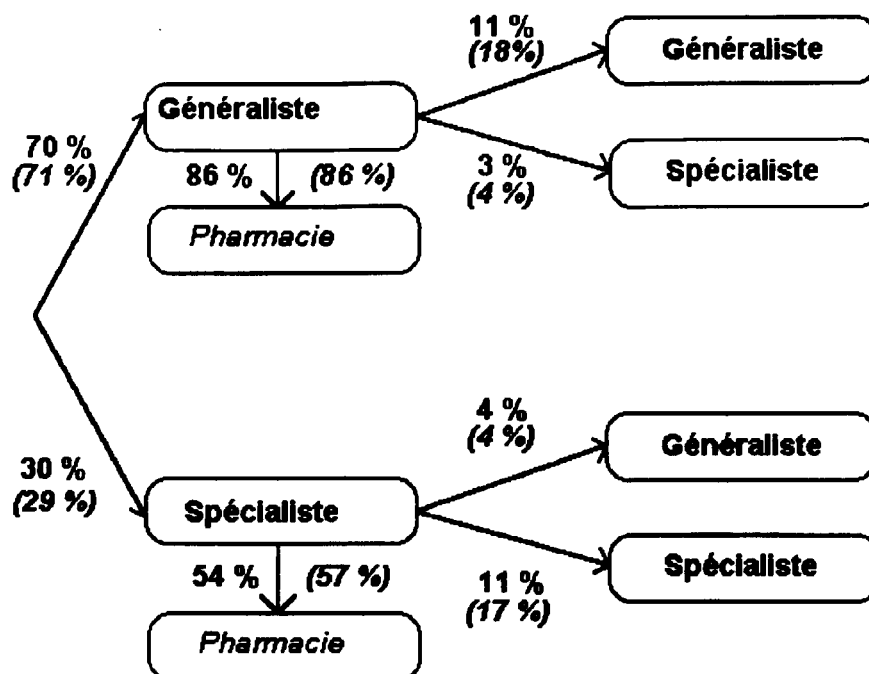 11 %
(18%)
Généraliste
Généraliste
70 %
(71 %)
86 % (86 %)
3 %
(4 %)
Spécialiste
Pharmacie
4 %
(4 %)
Généraliste
30 %
(29 %)
Spécialiste
54 % (57 %)
11 %
(17 %)
Spécialiste
Pharmacie